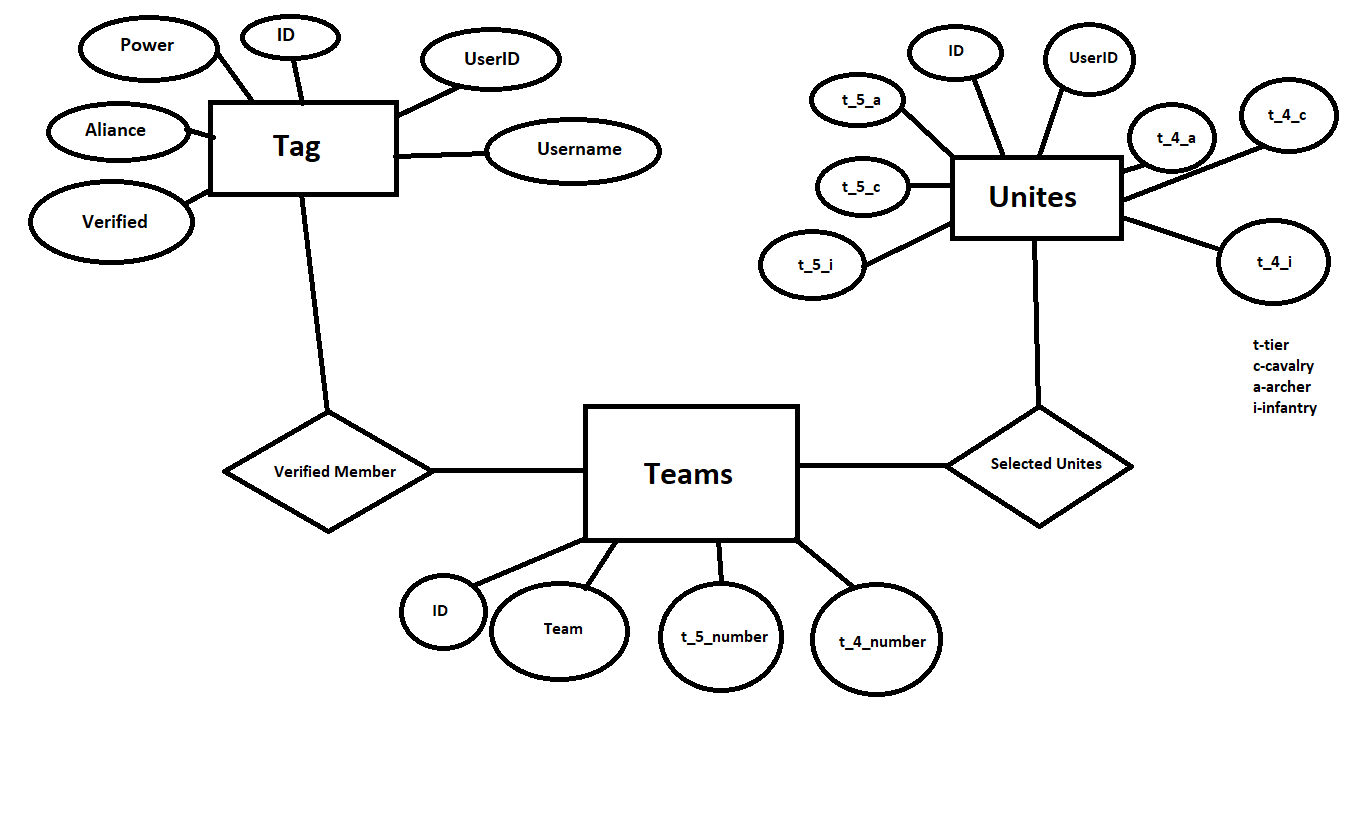 Power
ID
UserID
Aliance
Tag
Username
Verified
ID
UserID
t_5_a
t_4_a
t_4_c
t_5_c
Unites
t_5_i
t_4_i
t-tier
c-cavalry
a-archer
i-infantry
Verified Member
Teams
Selected Unites
ID
Team
t_5_number
t_4_number